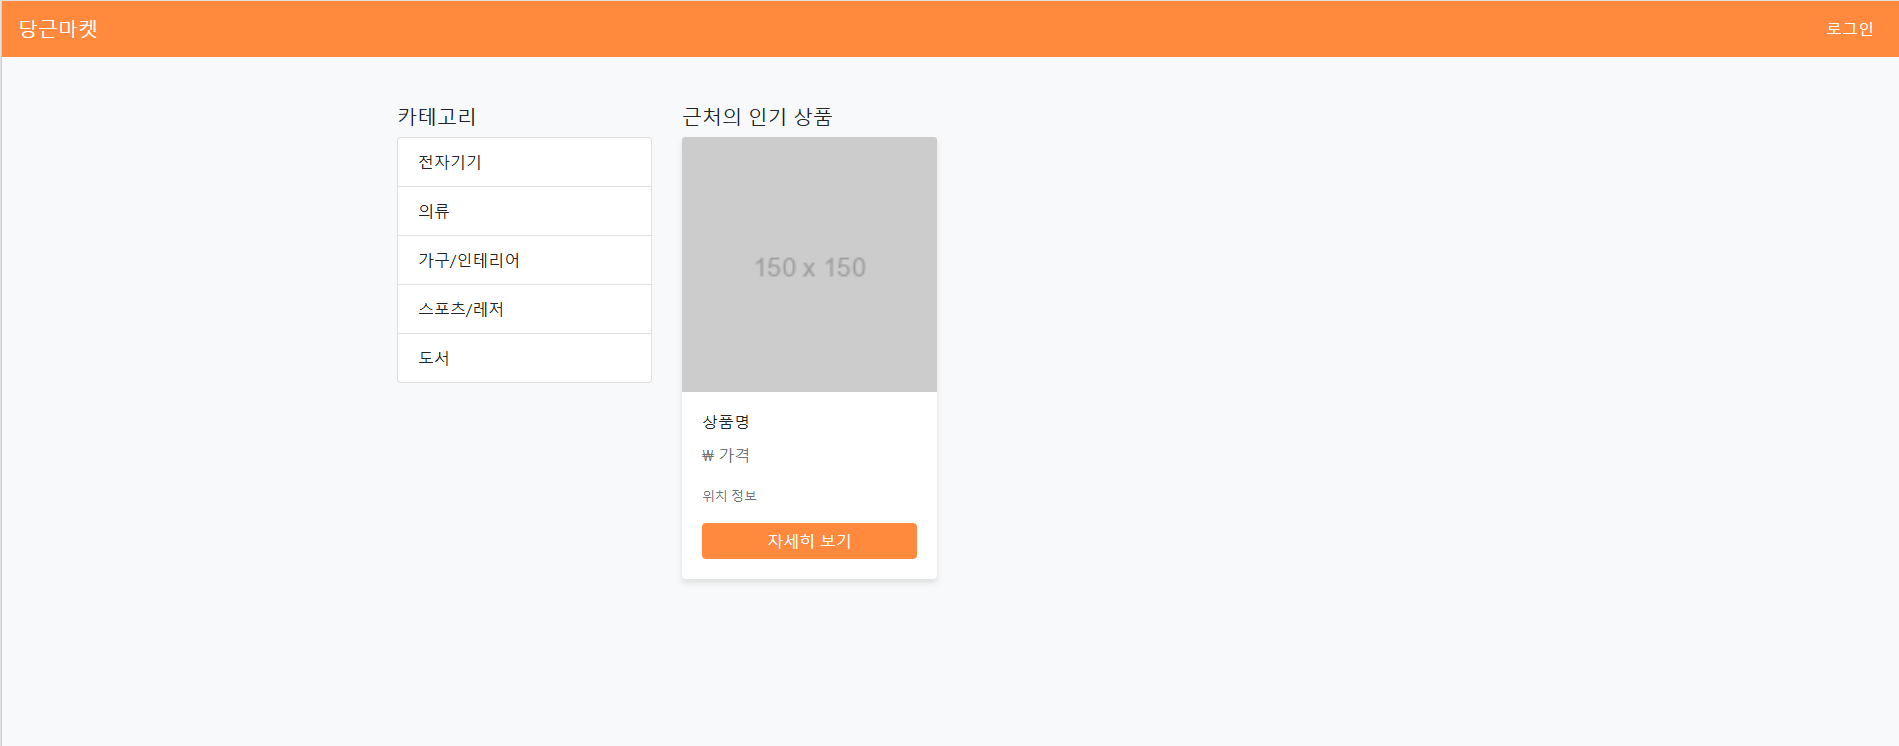 당근마켓
로그인
카테고리
전자기기
의류
가구/인테리어
스포츠/레저
도서
근처의 인기 상품
150 x 150
상품명
₩ 가격
위치 정보
자세히 보기